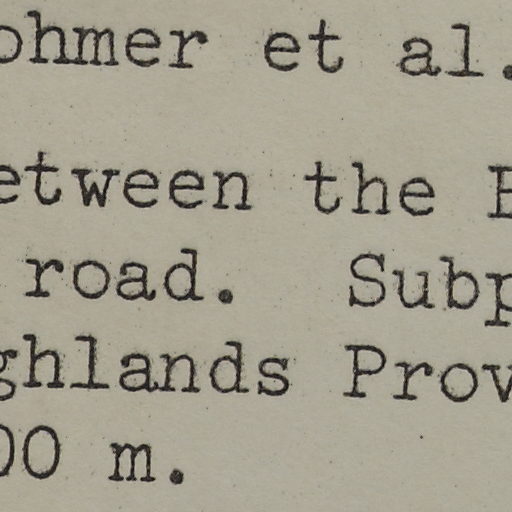 ohmer et al.
etween the
road. Subp
ghlands Prov
00 m.